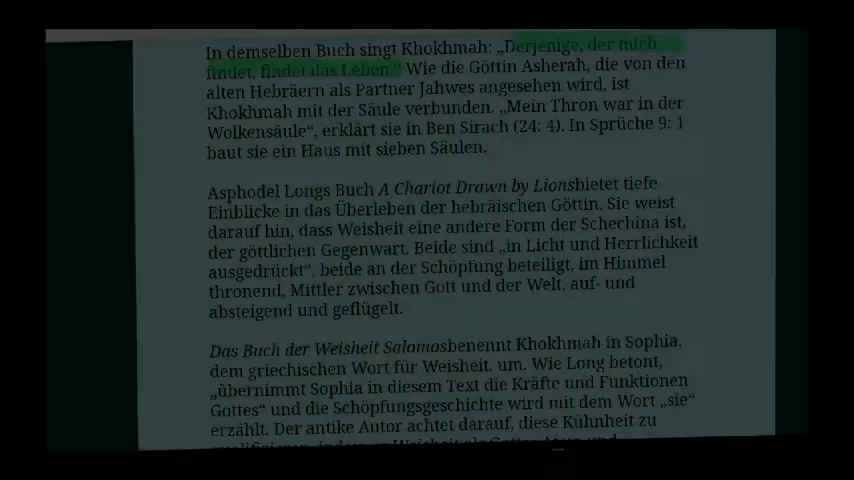 In demselben Buch singt Khokhmah: „Derjenige, der mich
findet, findet das Leben.“ Wie die Göttin Asherah, die von den
alten Hebräern als Partner Jahwes angesehen wird, ist
Khokhmah mit der Säule verbunden. „Mein Thron war in der
Wolkensäule“, erklärt sie in Ben Sirach (24: 4). In Sprüche 9: 1
baut sie ein Haus mit sieben Säulen.
Asphodel Longs Buch A Chariot Drawn by Lionsbietet tiefe
Einblicke in das Überleben der hebräischen Göttin. Sie weist
darauf hin, dass Weisheit eine andere Form der Schechina ist,
der göttlichen Gegenwart. Beide sind „in Licht und Herrlichkeit
ausgedrückt“, beide an der Schöpfung beteiligt, im Himmel
thronend, Mittler zwischen Gott und der Welt, auf- und
absteigend und geflügelt.
Das Buch der Weisheit Salomosbenennt Khokhmah in Sophia,
dem griechischen Wort für Weisheit, um. Wie Long betont,
„übernimmt Sophia in diesem Text die Kräfte und Funktionen
Gottes“ und die Schöpfungsgeschichte wird mit dem Wort „sie“
erzählt. Der antike Autor achtet darauf, diese Kühnheit zu